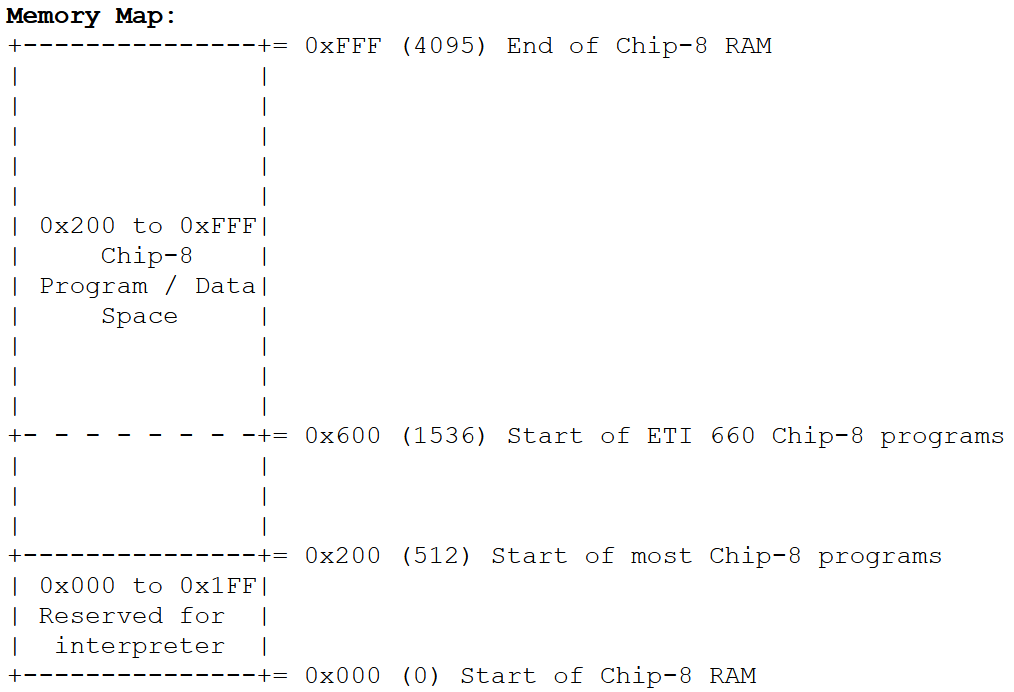 Memory Map:
+---------------+= 0xFFF (4095) End of Chip-8 RAM
|               |
|               |
|               |
|               |
|               |
| 0x200 to 0xFFF|
|     Chip-8    |
| Program / Data|
|     Space     |
|               |
|               |
|               |
+- - - - - - - -+= 0x600 (1536) Start of ETI 660 Chip-8 programs
|               |
|               |
|               |
+---------------+= 0x200 (512) Start of most Chip-8 programs
| 0x000 to 0x1FF|
| Reserved for  |
|  interpreter  |
+---------------+= 0x000 (0) Start of Chip-8 RAM